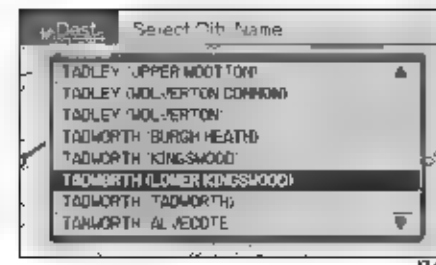 Dest
Select City Name
TADLEY (UPPER WOOTTON)
TADLEY (WOLVERTON COMMON)
TADLEY (WOLVERTON)
TADWORTH (BURGH HEATH)
TADWORTH (KINGSWOOD)
TADWORTH (LOWER KINGSWOOD)
TADWORTH (TADWORTH)
TAMWORTH ALVECOTE